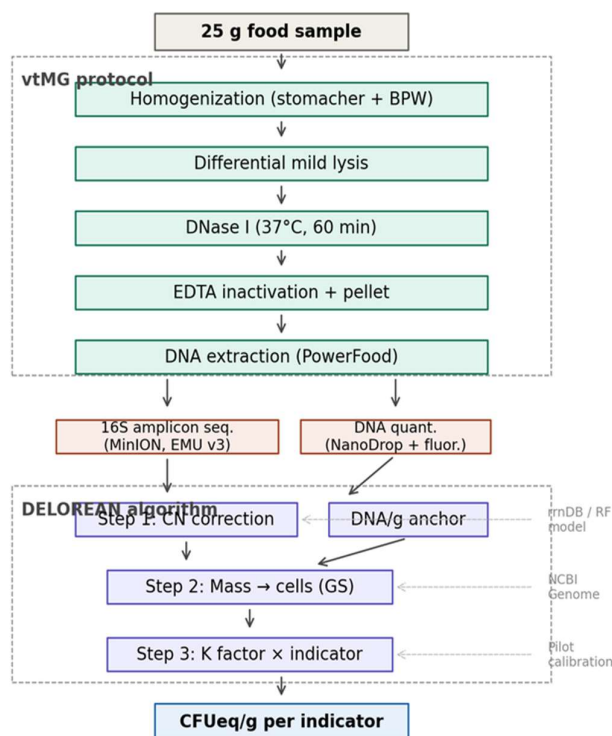 25 g food sample
vtMG protocol
Homogenization (stomacher + BPW)
Differential mild lysis
DNase I (37°C, 60 min)
EDTA inactivation + pellet
DNA extraction (PowerFood)
16S amplicon seq.
(MinION, EMU v3)
DNA quant.
(NanoDrop + fluor.)
DELOREAN algorithm
Step 1: CN correction
DNA/g anchor
rrnDB / RF
model
Step 2: Mass → cells (GS)
NCBI
Genome
Step 3: K factor × indicator
Pilot
calibration
CFUeq/g per indicator